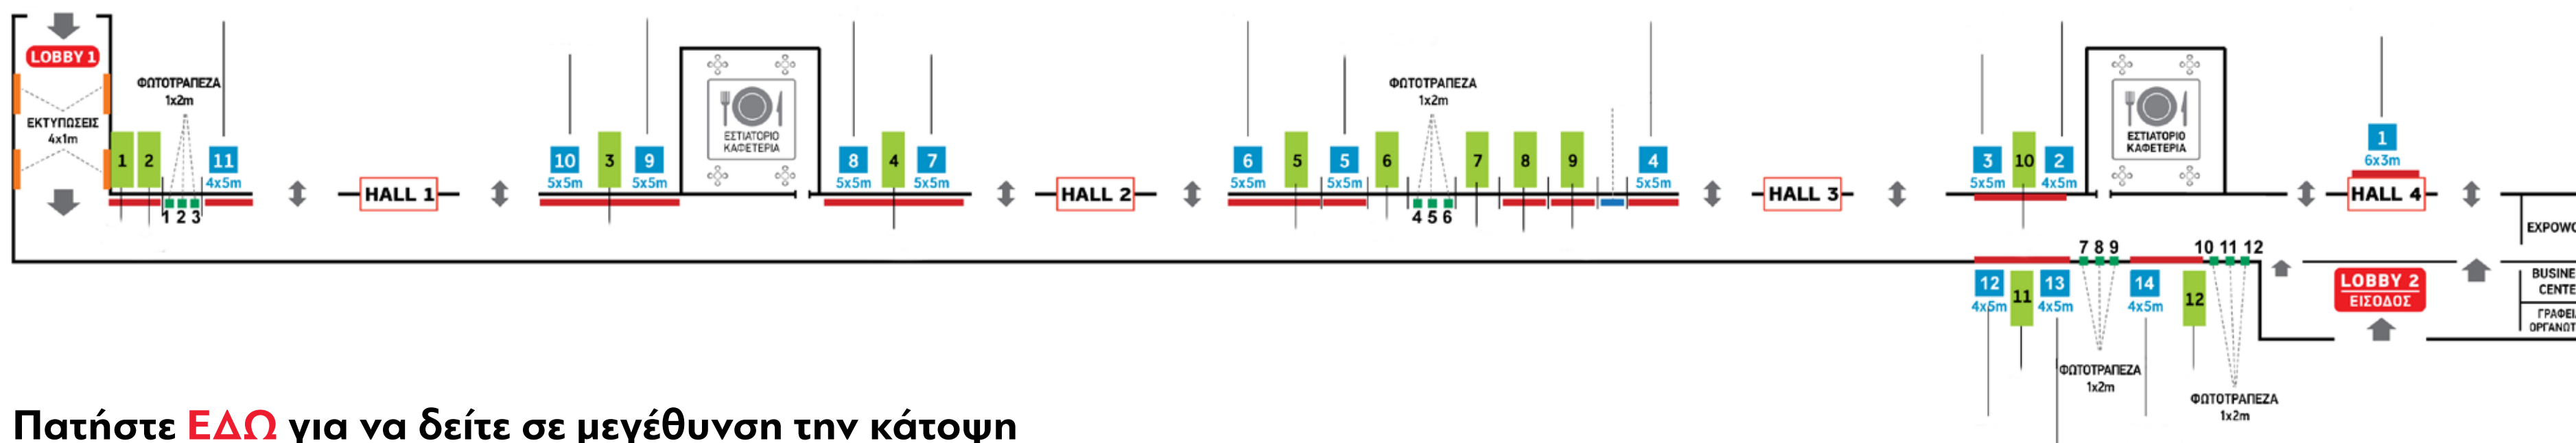 LOBBY 1
ΕΚΤΥΠΩΣΕΙΣ
4x1m
ΦΩΤΟΤΡΑΠΕΖΑ
1x2m
1
2
11
4x5m
1 2 3
HALL 1
10
5x5m
3
9
5x5m
ΕΣΤΙΑΤΟΡΙΟ
ΚΑΦΕΤΕΡΙΑ
8
5x5m
4
7
5x5m
HALL 2
6
5x5m
5
5
5x5m
6
ΦΩΤΟΤΡΑΠΕΖΑ
1x2m
4 5 6
7
8
9
4
5x5m
HALL 3
3
5x5m
10
2
4x5m
ΕΣΤΙΑΤΟΡΙΟ
ΚΑΦΕΤΕΡΙΑ
1
6x3m
HALL 4
12
4x5m
11
13
4x5m
7 8 9
ΦΩΤΟΤΡΑΠΕΖΑ
1x2m
14
4x5m
12
10 11 12
ΦΩΤΟΤΡΑΠΕΖΑ
1x2m
LOBBY 2
ΕΙΣΟΔΟΣ
EXPOWO
BUSINE
CENTE
ΓΡΑΦΕΙ
ΟΡΓΑΝΩΤ
Πατήστε ΕΔΩ για να δείτε σε μεγέθυνση την κάτοψη